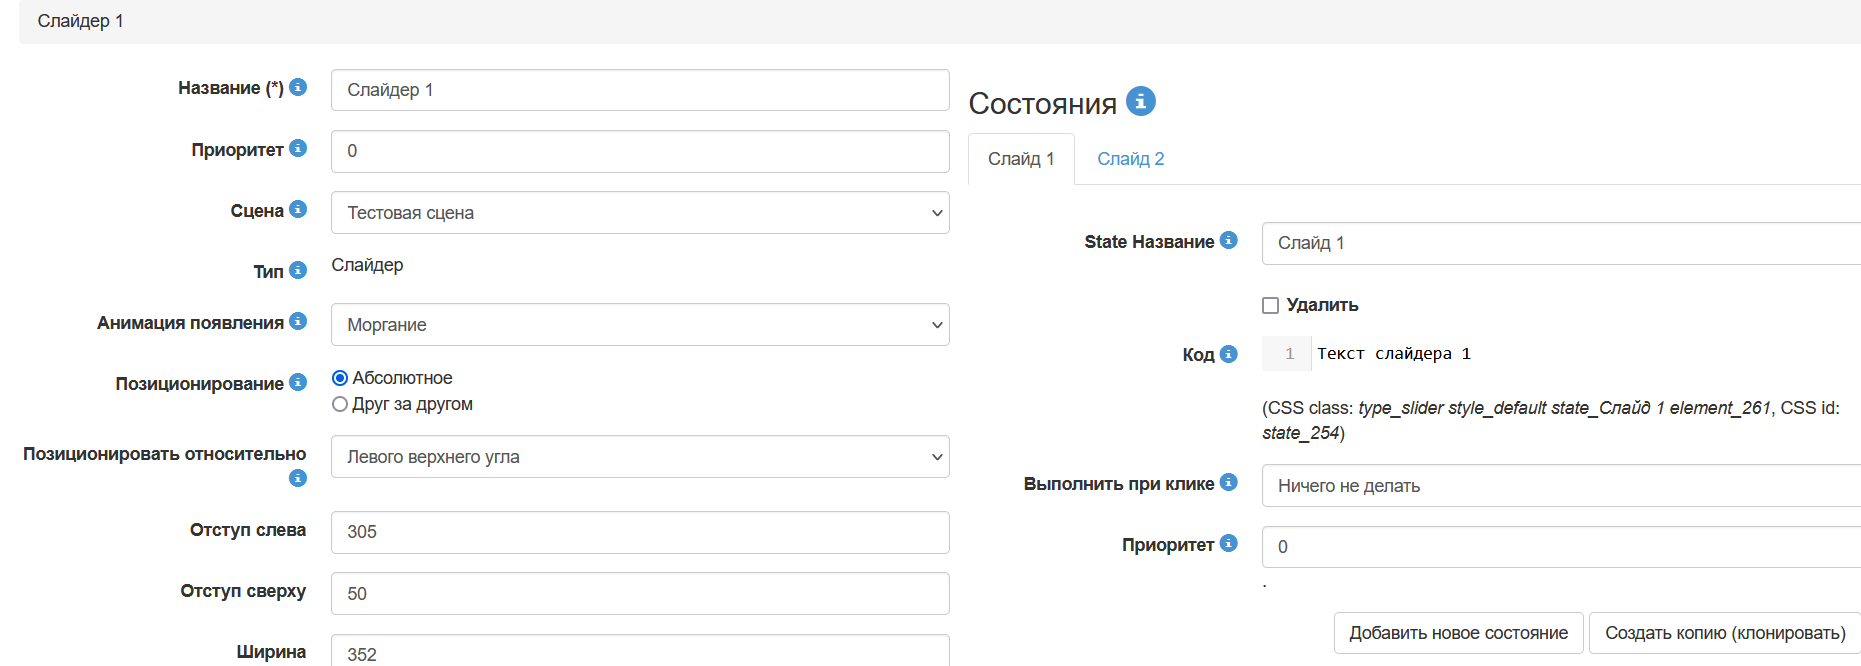 Слайдер 1
Название (*)
Слайдер 1
Приоритет
0
Сцена
Тестовая сцена
Тип
Слайдер
Анимация появления
Моргание
Позиционирование
Абсолютное
Друг за другом
Позиционировать относительно
Левого верхнего угла
Отступ слева
305
Отступ сверху
50
Ширина
352
Состояния
Слайд 1
Слайд 2
State Название
Слайд 1
Удалить
Код
1
Текст слайдера 1
(CSS class: type_slider style_default state_Слайд 1 element_261, CSS id:
state_254)
Выполнить при клике
Ничего не делать
Приоритет
0
.
Добавить новое состояние
Создать копию (клонировать)